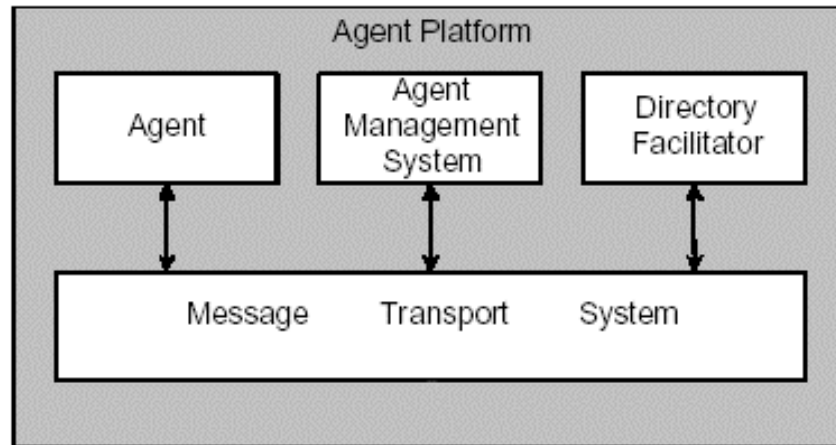 Agent Platform
Agent
Agent
Management
System
Directory
Facilitator
Message Transport System